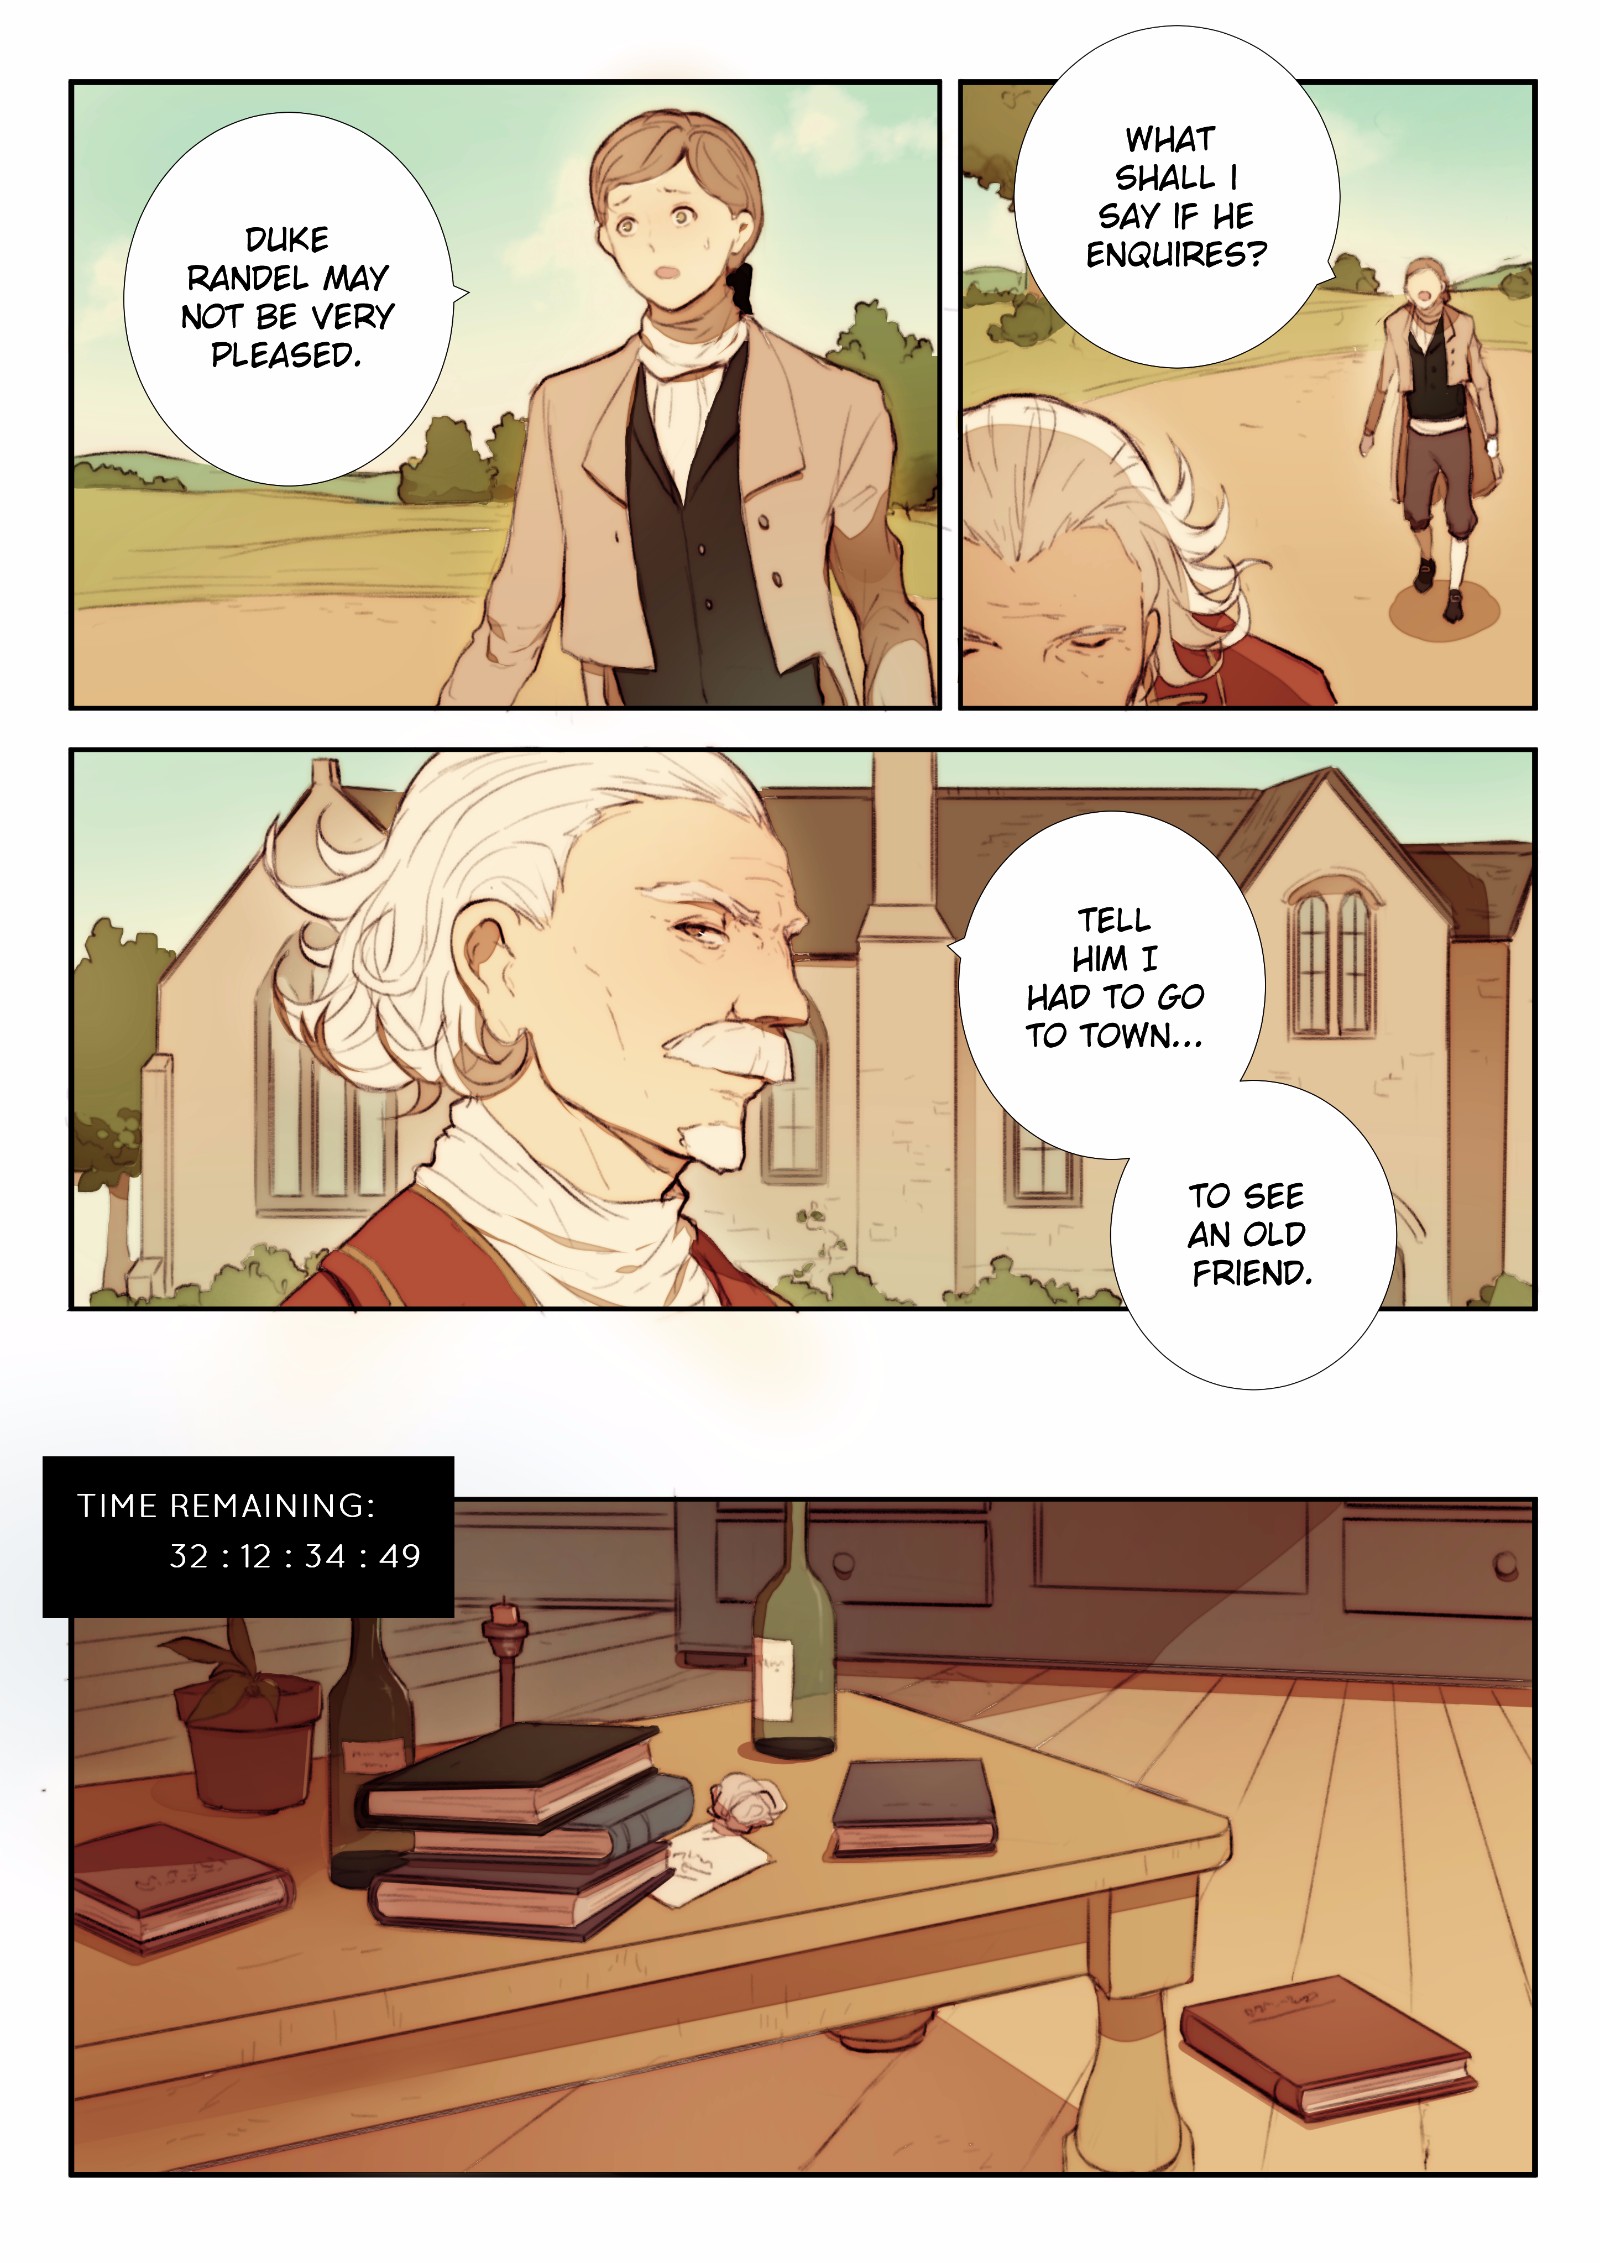 DUKE
RANDEL MAY
NOT BE VERY
PLEASED.
WHAT
SHALL I
SAY IF HE
ENQUIRES?
TELL
HIM I
HAD TO GO
TO TOWN...
TO SEE
AN OLD
FRIEND.
TIME REMAINING:
32 : 12 : 34 : 49